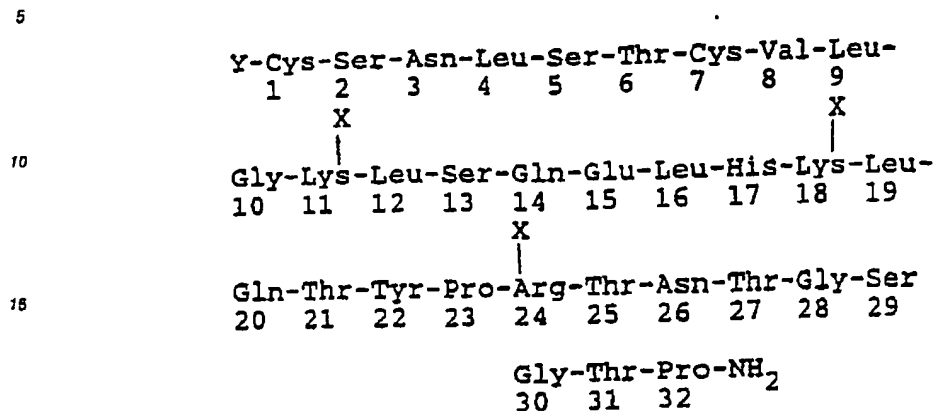 5
Y-Cys-Ser-Asn-Leu-Ser-Thr-Cys-Val-Leu-
1 2 3 4 5 6 7 8 9
X X
10
Gly-Lys-Leu-Ser-Gln-Glu-Leu-His-Lys-Leu-
10 11 12 13 14 15 16 17 18 19
X
15
Gln-Thr-Tyr-Pro-Arg-Thr-Asn-Thr-Gly-Ser
20 21 22 23 24 25 26 27 28 29
Gly-Thr-Pro-NH2
30 31 32